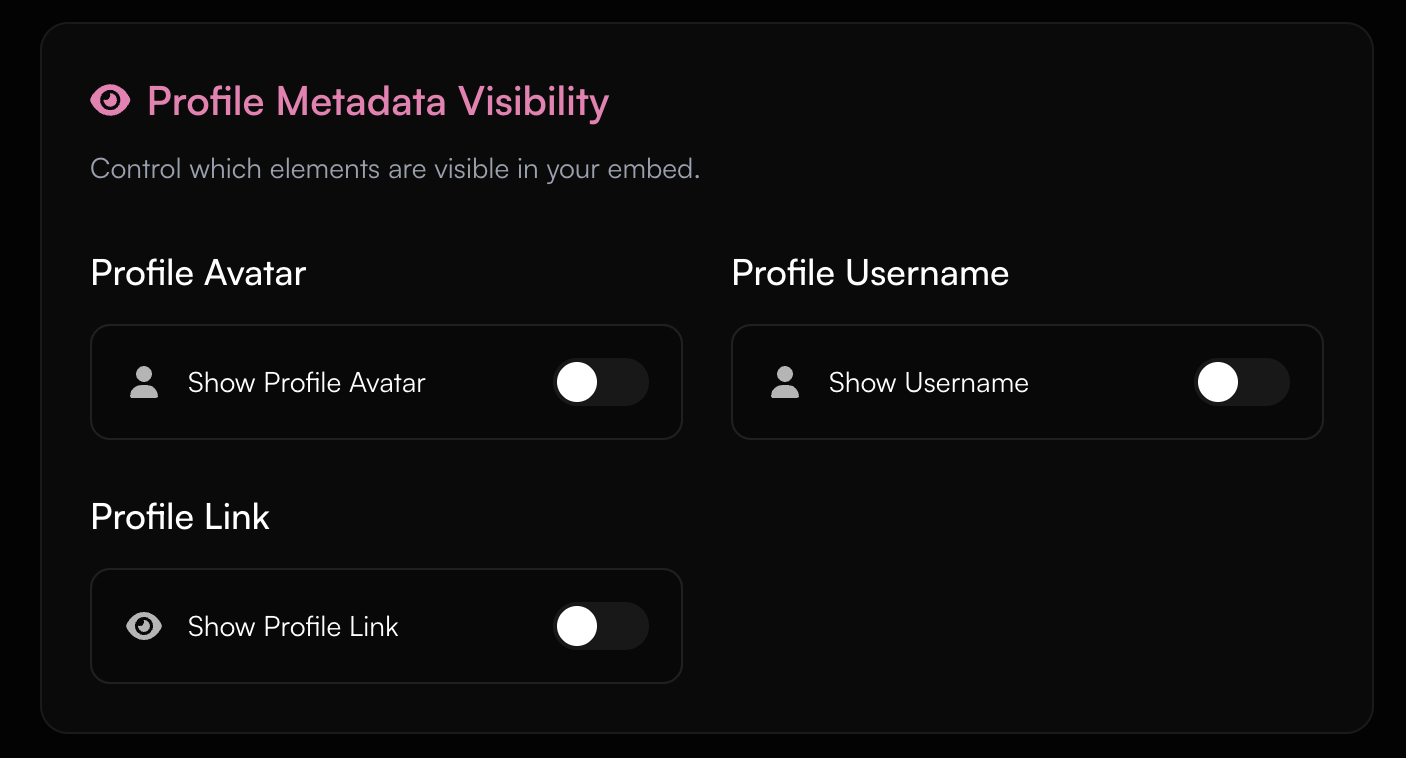 Profile Metadata Visibility
Control which elements are visible in your embed.
Profile Avatar
Show Profile Avatar
Profile Username
Show Username
Profile Link
Show Profile Link